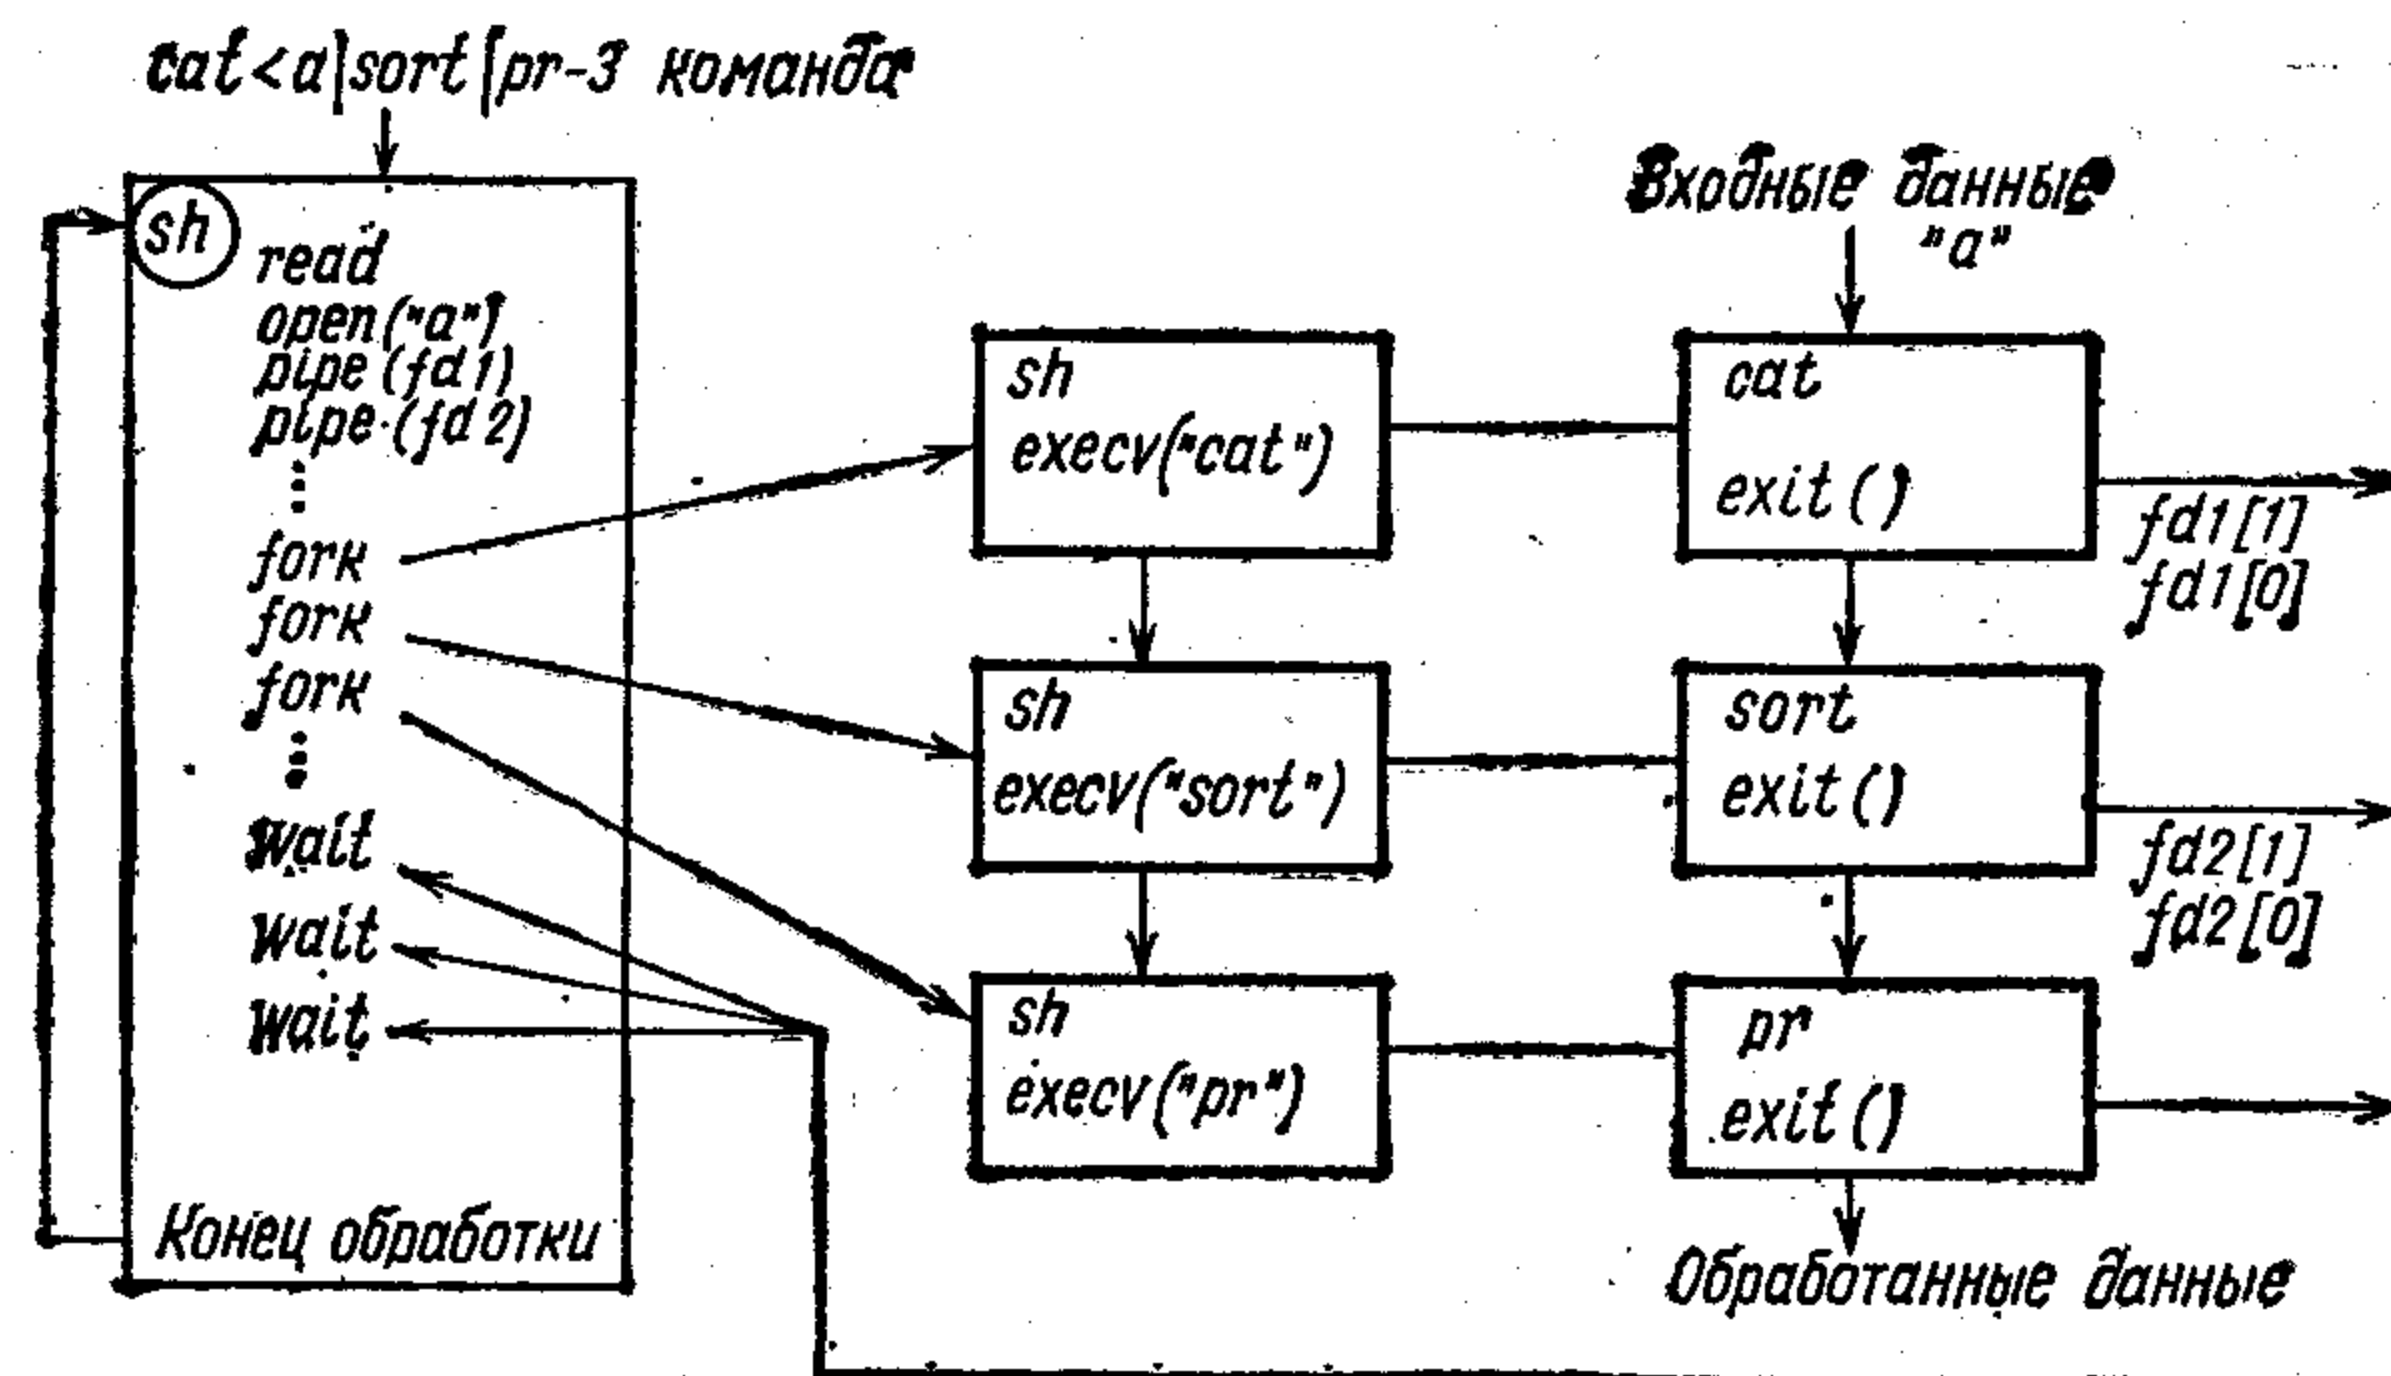 cat<a|sort|pr-3 команда
sh
read
open("a")
pipe(fd1)
pipe(fd2)
fork
fork
fork
wait
wait
wait
Конец обработки
sh
execv("cat")
sh
execv("sort")
sh
execv("pr")
Входные данные
"a"
cat
exit()
fd1[1]
fd1[0]
sort
exit()
fd2[1]
fd2[0]
pr
exit()
Обработанные данные